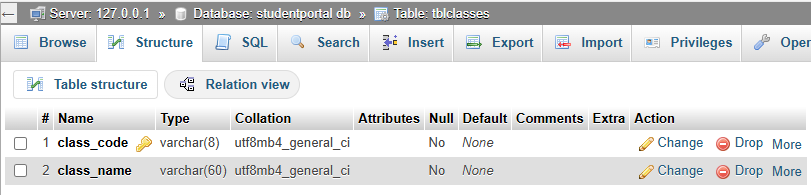 ← Server: 127.0.0.1 » Database: studentportal db » Table: tblclasses
Browse Structure SQL Search Insert Export Import Privileges Oper
Table structure Relation view
# Name Type Collation Attributes Null Default Comments Extra Action
1 class_code varchar(8) utf8mb4_general_ci No None Change Drop More
2 class_name varchar(60) utf8mb4_general_ci No None Change Drop More